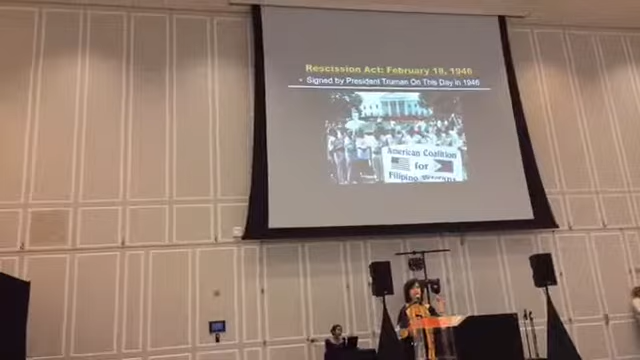 Rescission Act: February 18, 1946
• Signed by President Truman On This Day in 1946
American Coalition
for
Filipino Veterans